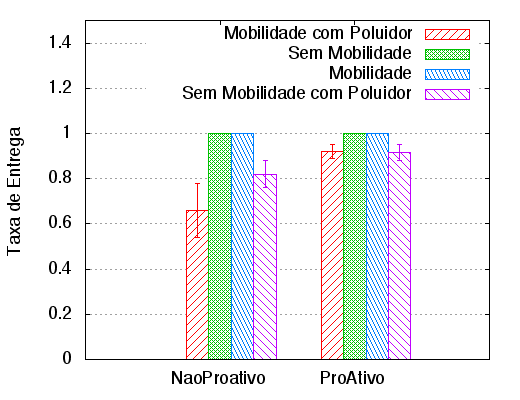 Mobilidade com Poluidor
Sem Mobilidade
Mobilidade
Sem Mobilidade com Poluidor
Taxa de Entrega
1.4
1.2
1
0.8
0.6
0.4
0.2
0
NaoProativo
ProAtivo